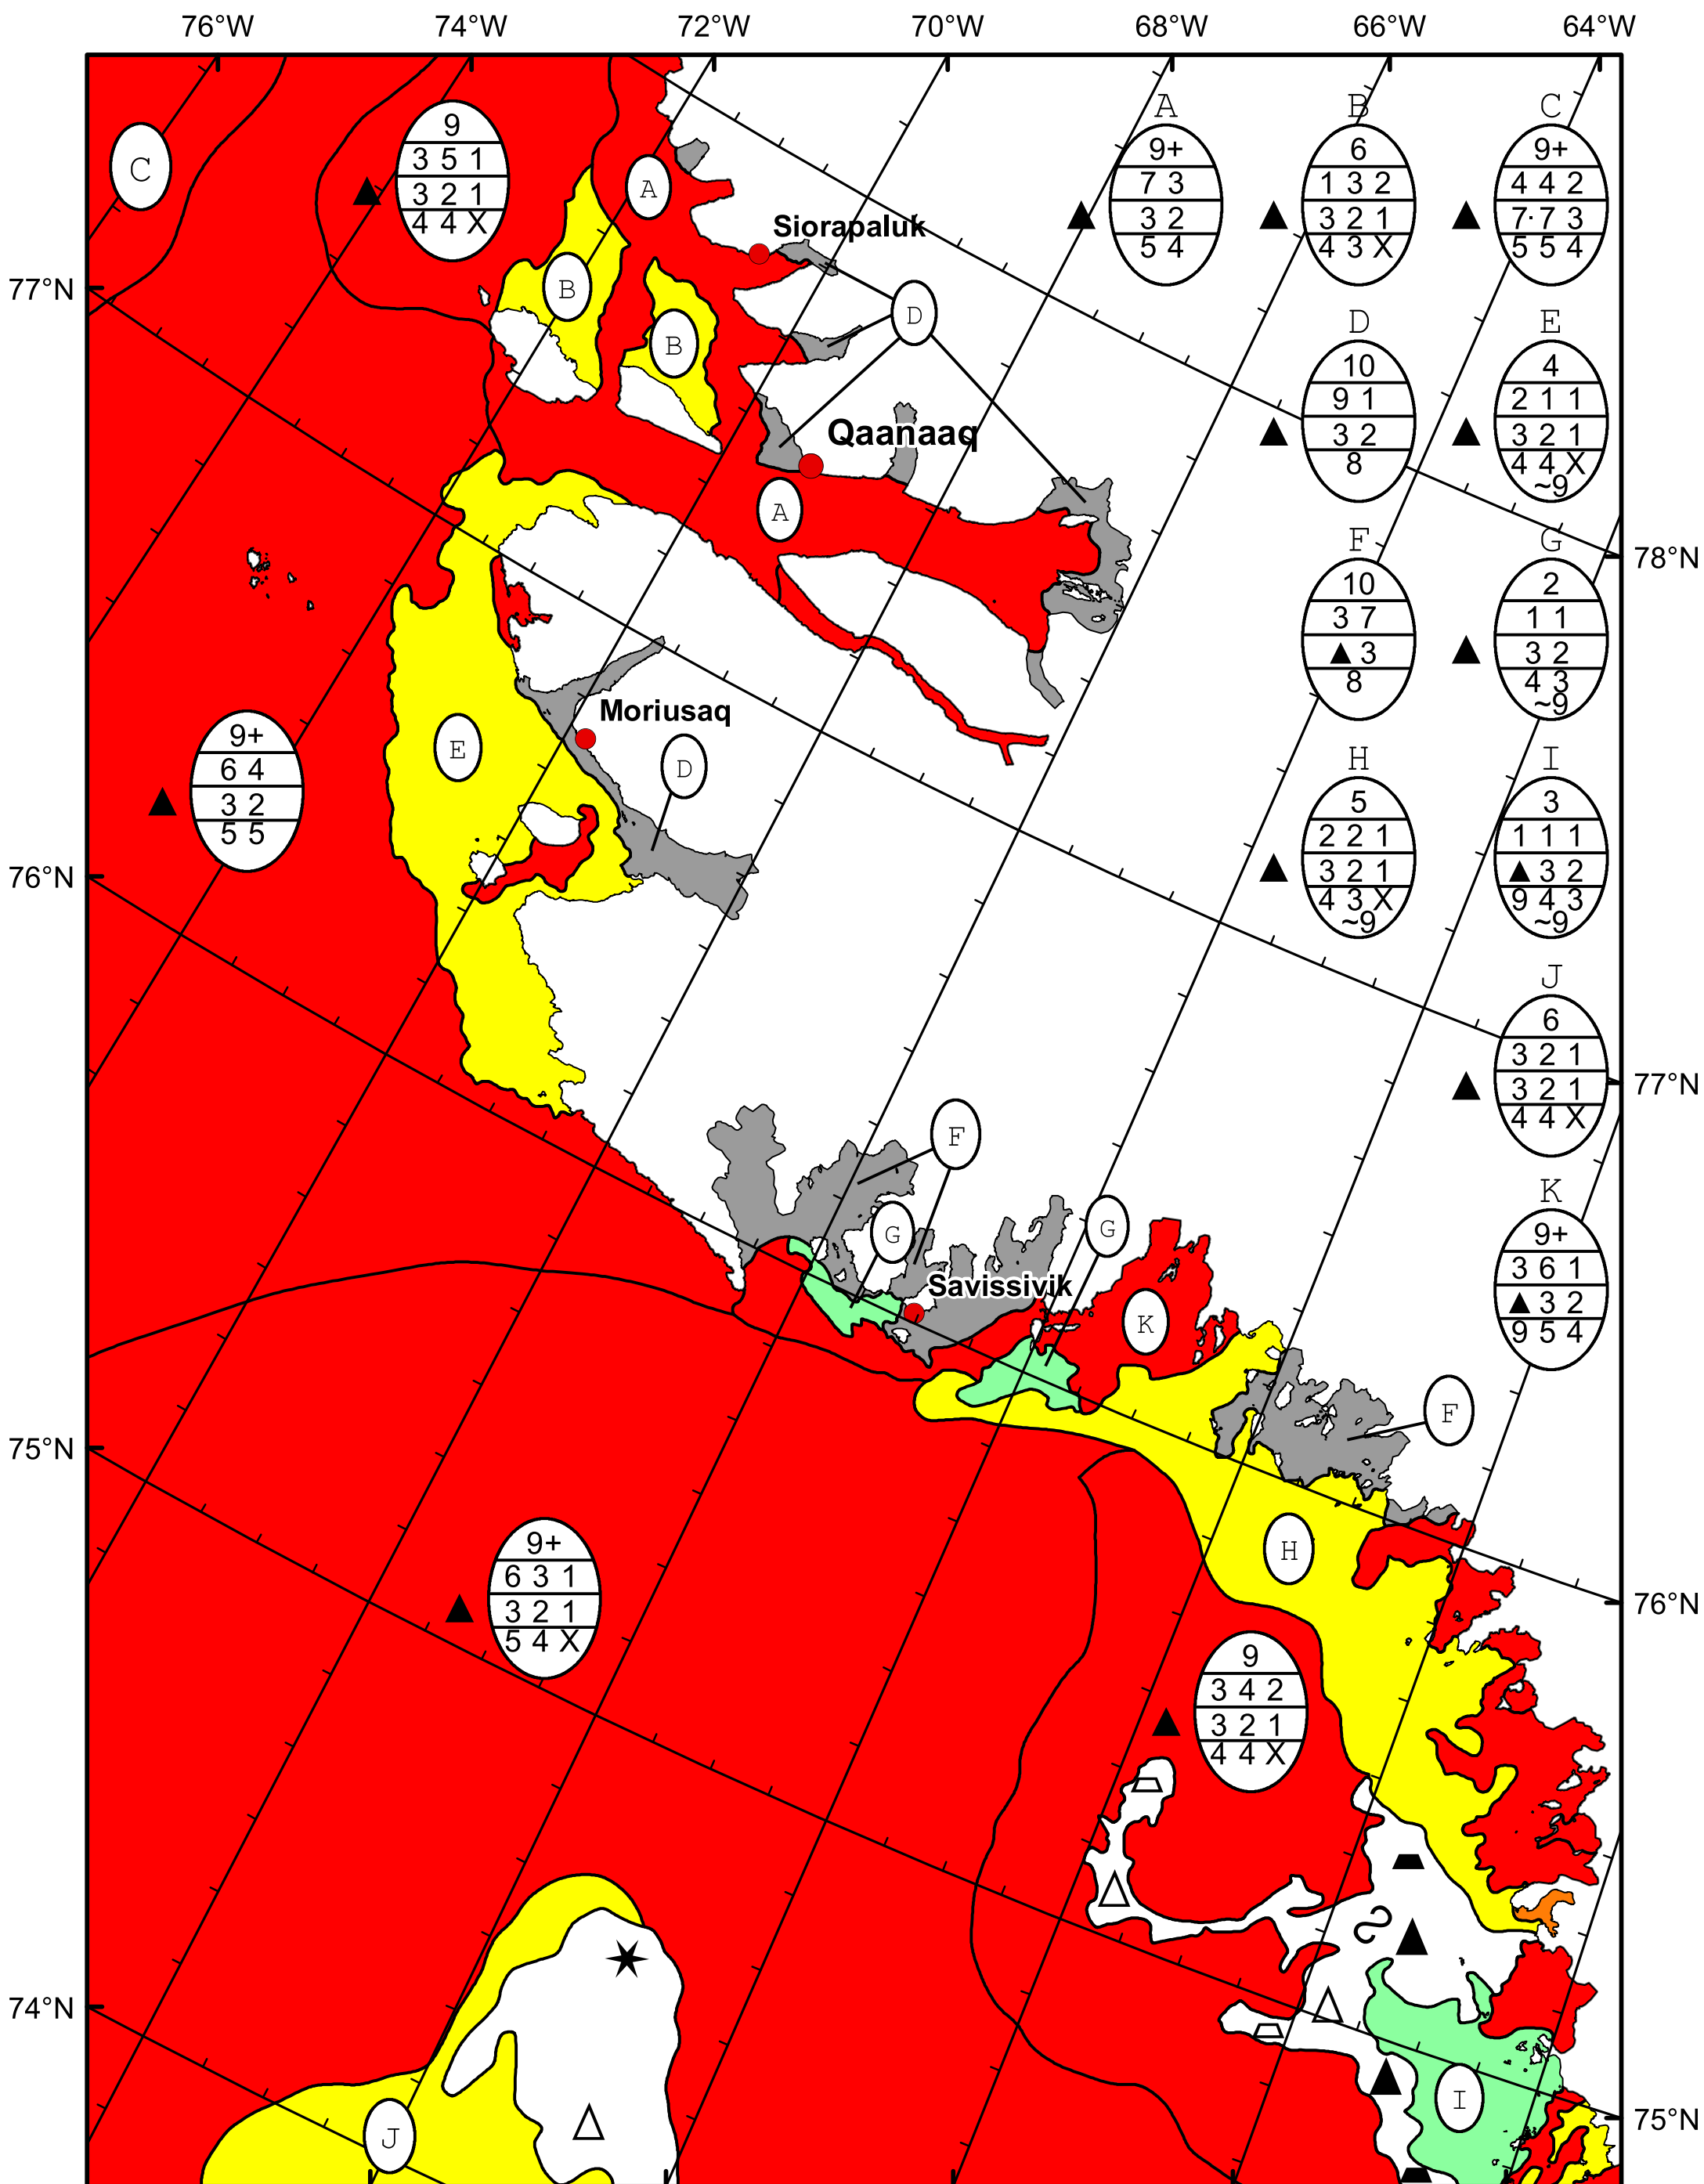 76°W 74°W 72°W 70°W 68°W 66°W 64°W
A B C
9
3 5 1
3 2 1
4 4 X
9+
7 3
3 2
5 4
6
1 3 2
3 2 1
4 3 X
9+
4 4 2
7· 7 3
5 5 4
C
A
Siorapaluk
B
77°N
D
B
D
10
9 1
3 2
8
E
4
2 1 1
3 2 1
4 4 X
~9
Qaanaaq
A
78°N
F
10
3 7
▲ 3
8
G
2
1 1
3 2
4 3
~9
Moriusaq
E
D
9+
6 4
3 2
5 5
H
5
2 2 1
3 2 1
4 3 X
~9
I
3
1 1 1
▲ 3 2
9 4 3
~9
76°N
J
6
3 2 1
3 2 1
4 4 X
77°N
F
G
G
Savissivik
K
K
9+
3 6 1
▲ 3 2
9 5 4
F
75°N
9+
6 3 1
3 2 1
5 4 X
H
76°N
9
3 4 2
3 2 1
4 4 X
74°N
I
J
75°N